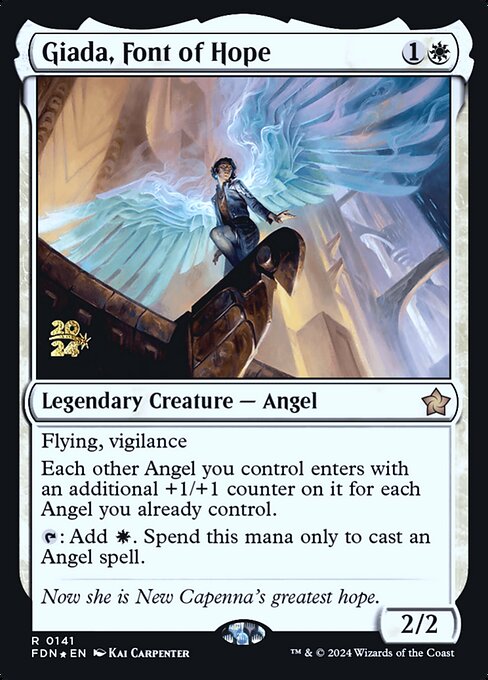 Giada, Font of Hope 1
20
24
Legendary Creature — Angel
Flying, vigilance
Each other Angel you control enters with
an additional +1/+1 counter on it for each
Angel you already control.
: Add . Spend this mana only to cast an
Angel spell.
Now she is New Capenna's greatest hope.
2/2
R 0141
FDN★EN Kai Carpenter
™ & © 2024 Wizards of the Coast